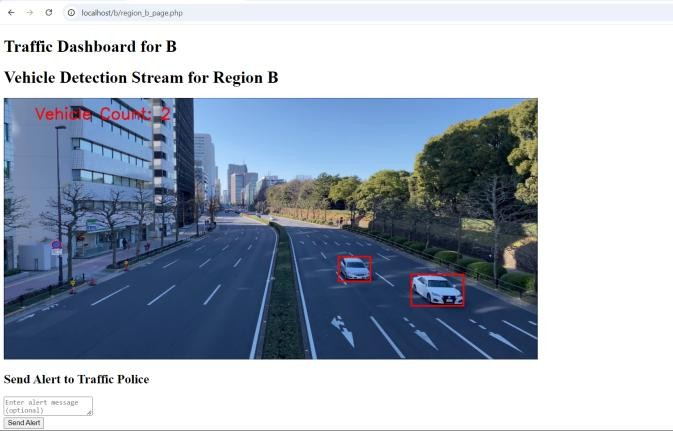 localhost/b/region_b_page.php
Traffic Dashboard for B
Vehicle Detection Stream for Region B
Vehicle Count: 2
Send Alert to Traffic Police
Enter alert message
(optional)
Send Alert